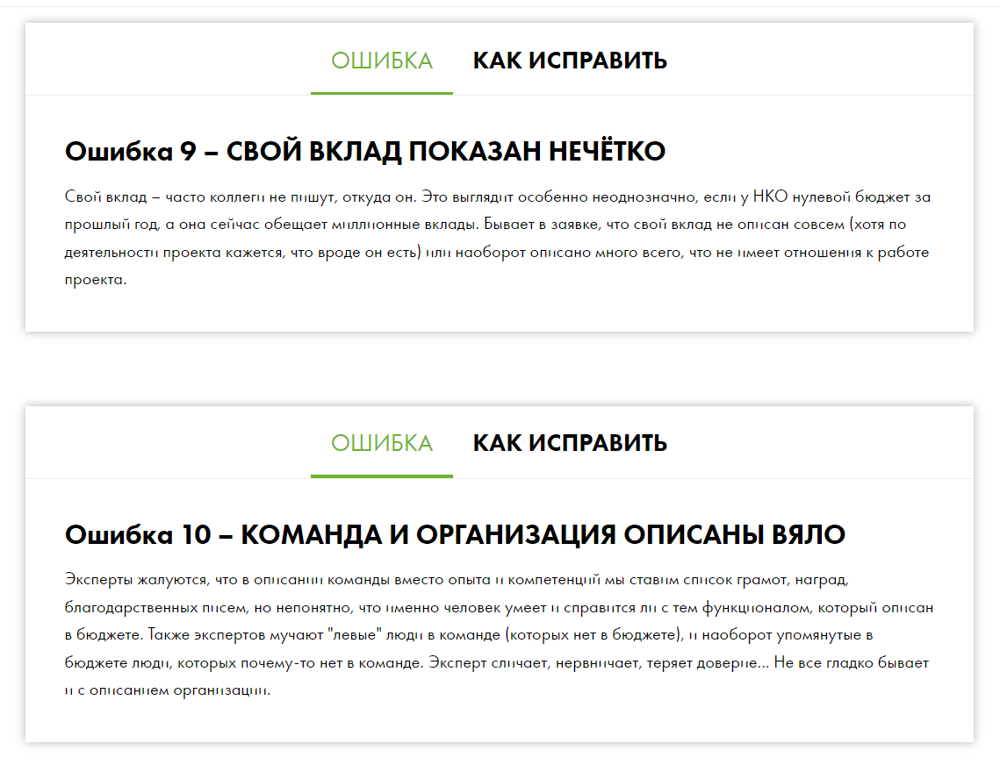 ОШИБКА КАК ИСПРАВИТЬ
Ошибка 9 – СВОЙ ВКЛАД ПОКАЗАН НЕЧЁТКО
Свой вклад – часто коллеги не пишут, откуда он. Это выглядит особенно неоднозначно, если у НКО нулевой бюджет за
прошлый год, а она сейчас обещает миллионные вклады. Бывает в заявке, что свой вклад не описан совсем (хотя по
деятельности проекта кажется, что вроде он есть) или наоборот описано много всего, что не имеет отношения к работе
проекта.
ОШИБКА КАК ИСПРАВИТЬ
Ошибка 10 – КОМАНДА И ОРГАНИЗАЦИЯ ОПИСАНЫ ВЯЛО
Эксперты жалуются, что в описании команды вместо опыта и компетенций мы ставим список грамот, наград,
благодарственных писем, но непонятно, что именно человек умеет и справится ли с тем функционалом, который описан
в бюджете. Также экспертов мучают "левые" люди в команде (которых нет в бюджете), и наоборот упомянутые в
бюджете люди, которых почему-то нет в команде. Эксперт сличает, нервничает, теряет доверие... Не все гладко бывает
и с описанием организации.